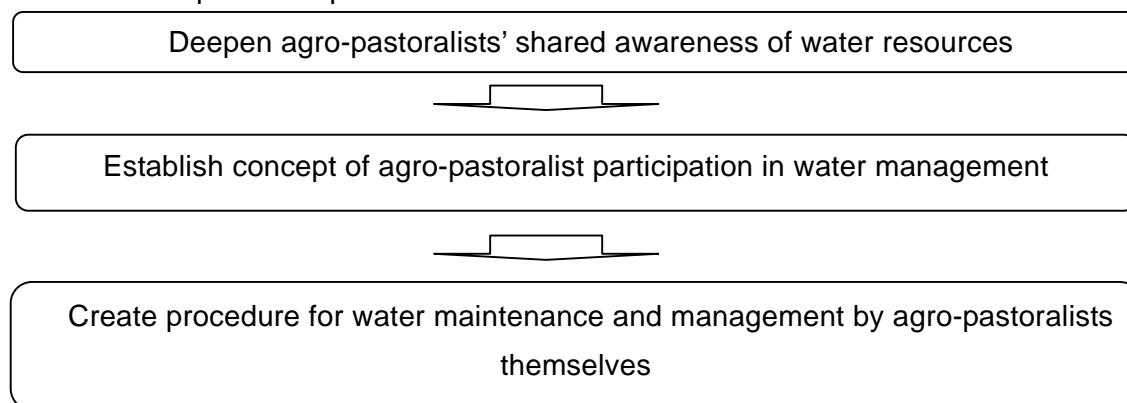 Deepen agro-pastoralists’ shared awareness of water resources
Establish concept of agro-pastoralist participation in water management
Create procedure for water maintenance and management by agro-pastoralists
themselves